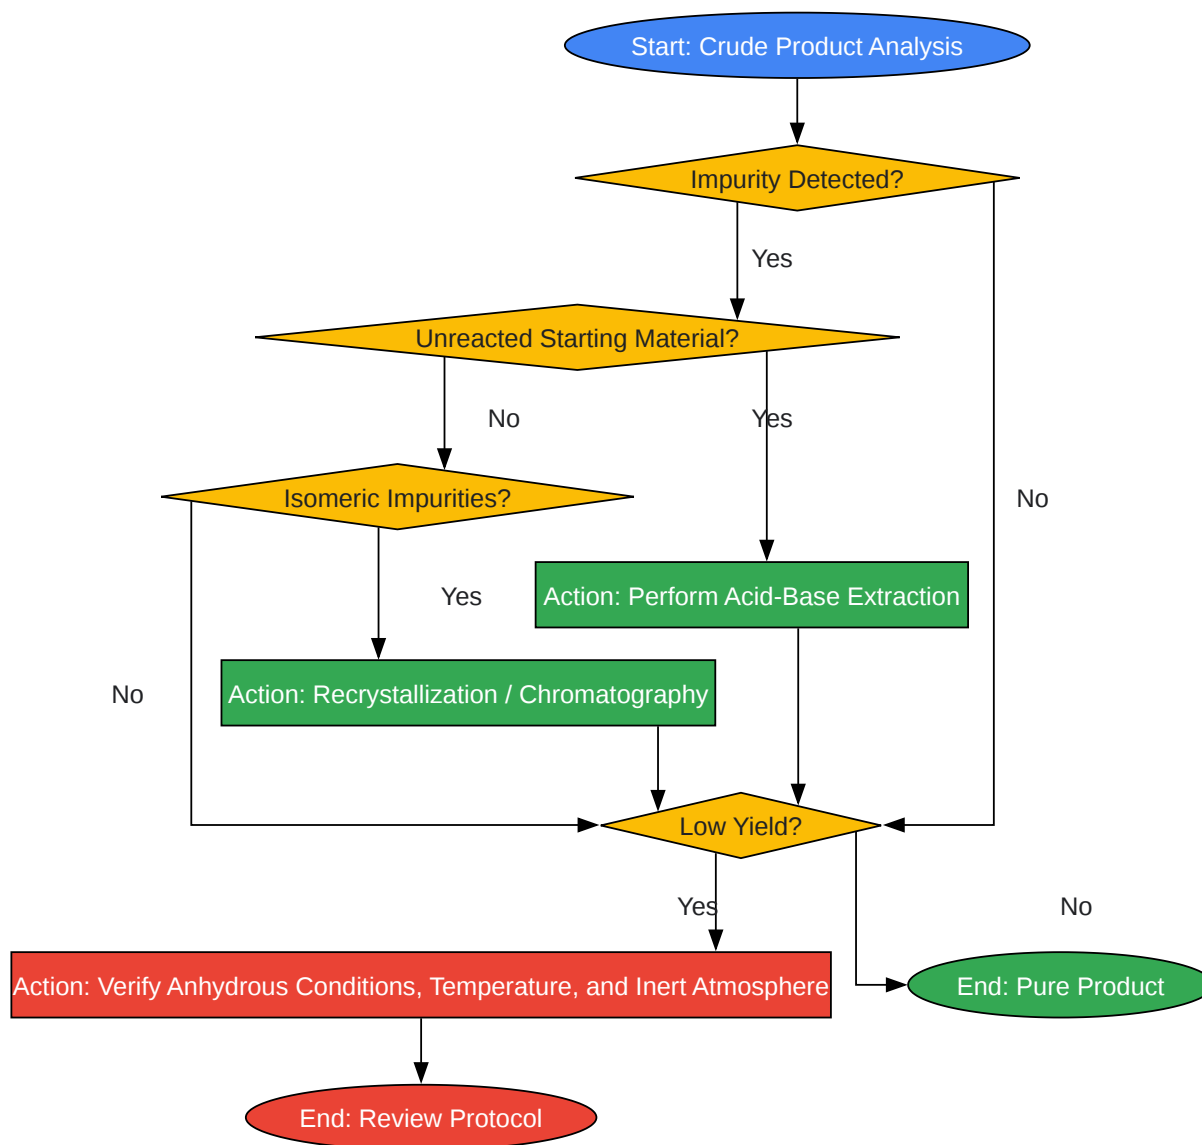 Start: Crude Product Analysis
Impurity Detected?
Yes
Unreacted Starting Material?
No
Yes
Isomeric Impurities?
No
Yes
Action: Perform Acid-Base Extraction
No
Action: Recrystallization / Chromatography
Low Yield?
Yes
No
Action: Verify Anhydrous Conditions, Temperature, and Inert Atmosphere
End: Pure Product
End: Review Protocol